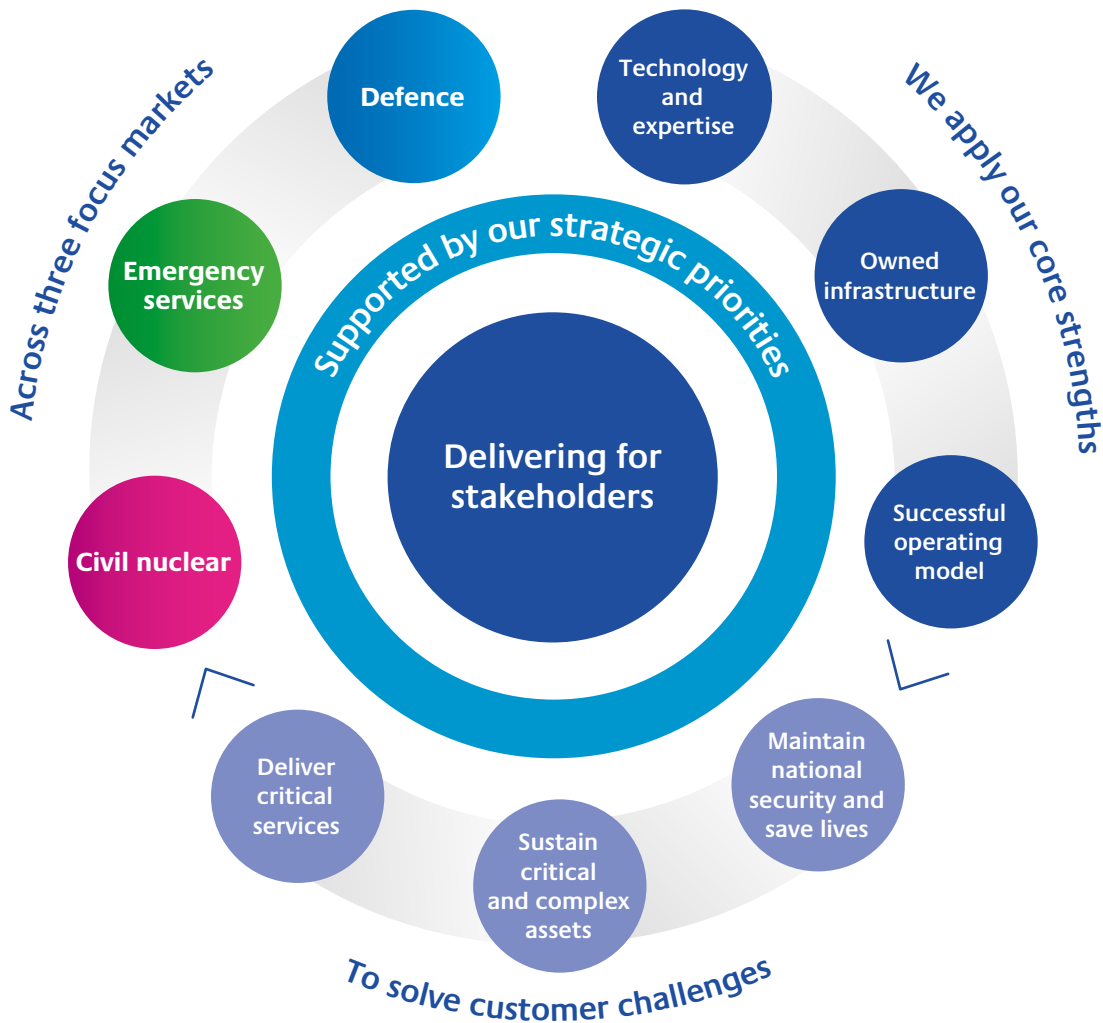 We apply our core strengths
Technology
and
expertise
Owned
infrastructure
Successful
operating
model
To solve customer challenges
Maintain
national
security and
save lives
Sustain
critical
and complex
assets
Deliver
critical
services
Across three focus markets
Civil nuclear
Emergency
services
Defence
Supported by our strategic priorities
Delivering for
stakeholders